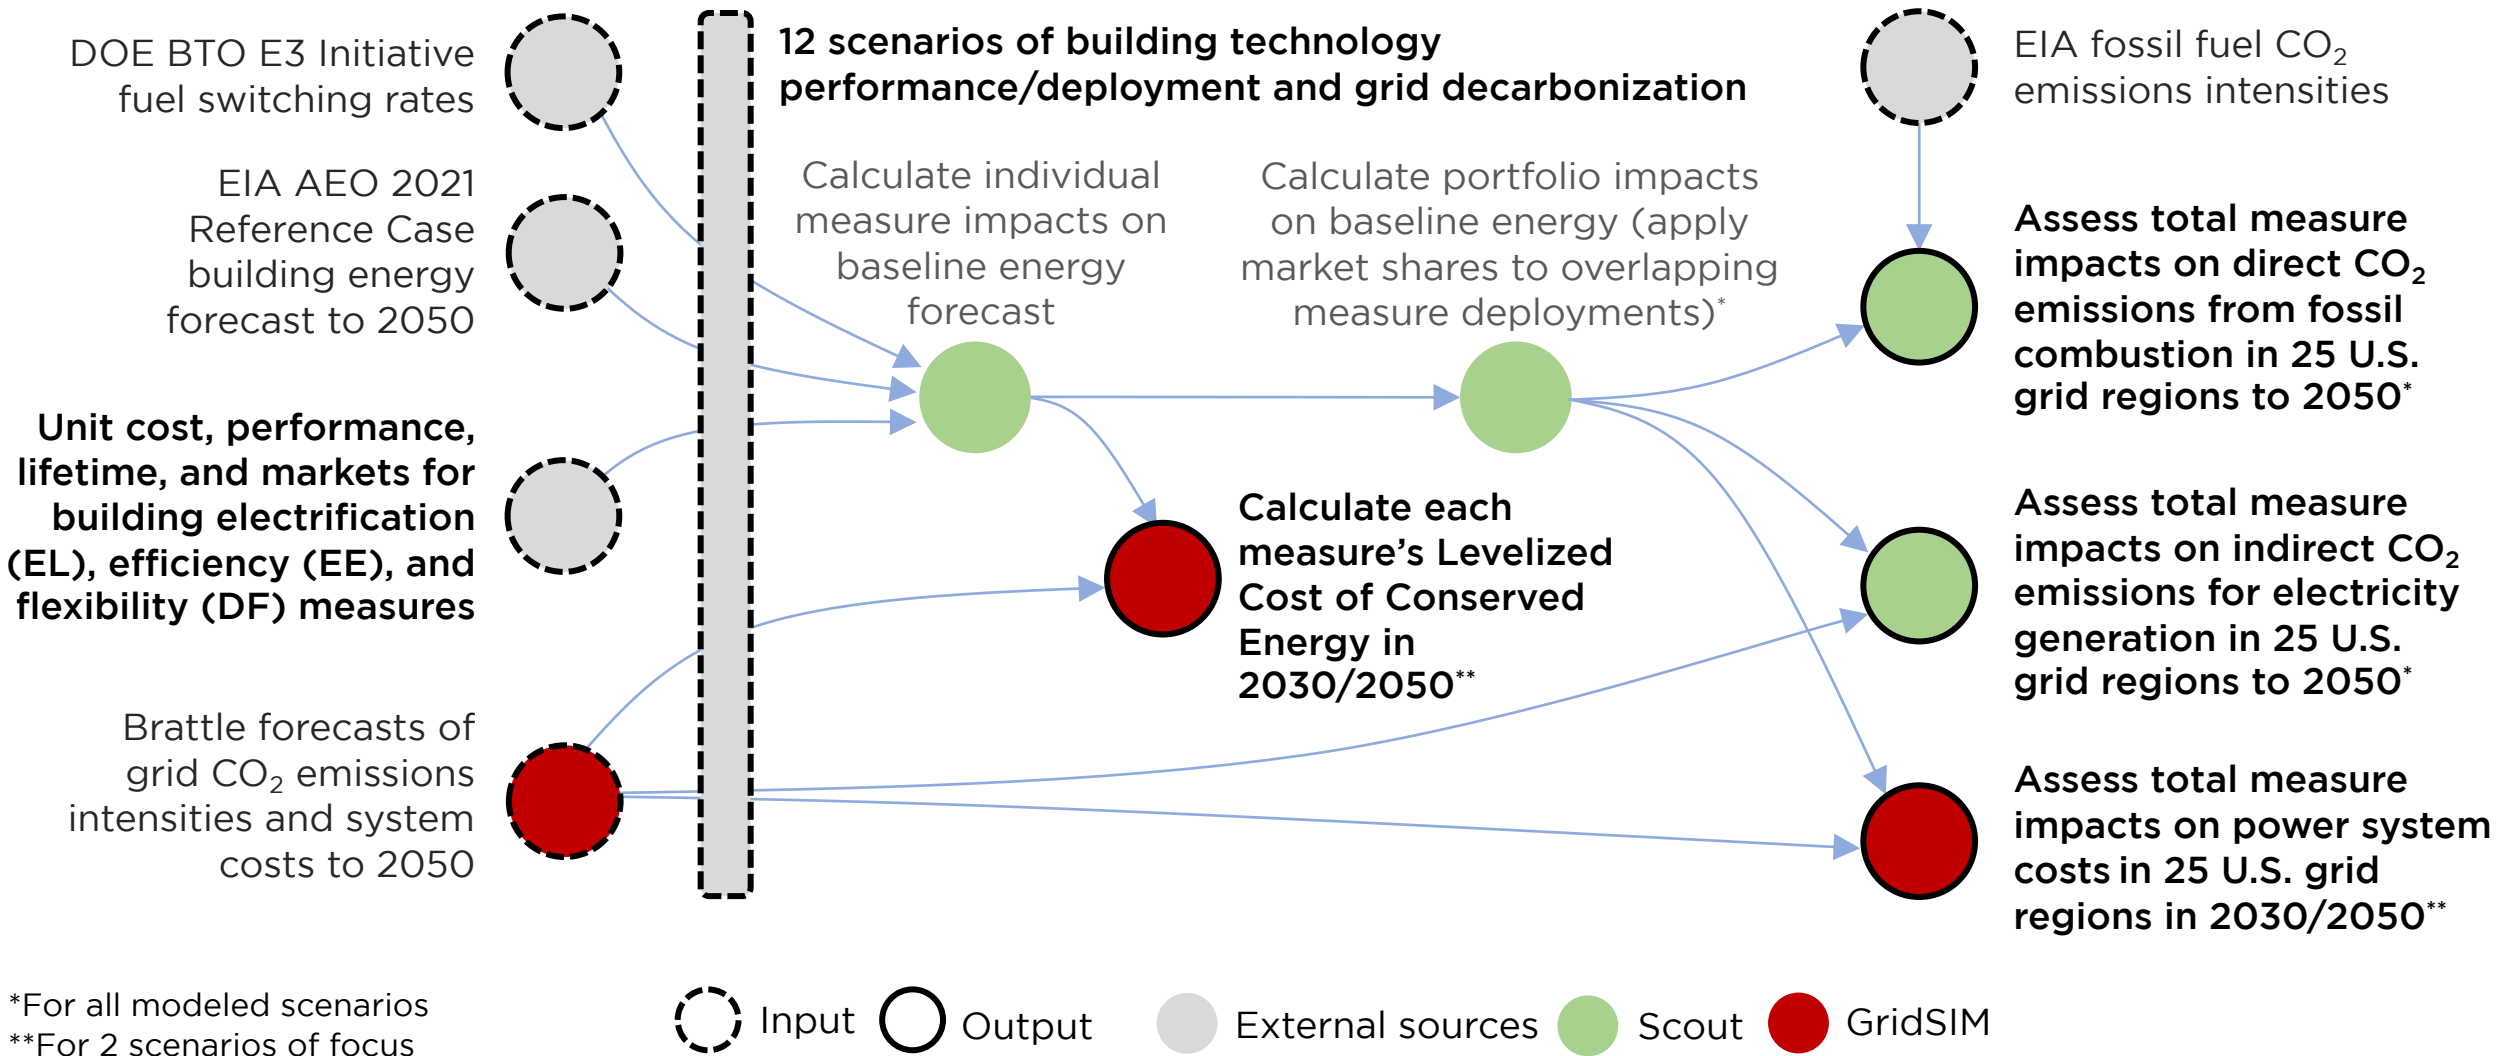 DOE BTO E3 Initiative
fuel switching rates
EIA AEO 2021
Reference Case
building energy
forecast to 2050
Unit cost, performance,
lifetime, and markets for
building electrification
(EL), efficiency (EE), and
flexibility (DF) measures
Brattle forecasts of
grid CO₂ emissions
intensities and system
costs to 2050
12 scenarios of building technology
performance/deployment and grid decarbonization
Calculate individual
measure impacts on
baseline energy
forecast
Calculate portfolio impacts
on baseline energy (apply
market shares to overlapping
measure deployments)*
Calculate each
measure’s Levelized
Cost of Conserved
Energy in
2030/2050**
EIA fossil fuel CO₂
emissions intensities
Assess total measure
impacts on direct CO₂
emissions from fossil
combustion in 25 U.S.
grid regions to 2050*
Assess total measure
impacts on indirect CO₂
emissions for electricity
generation in 25 U.S.
grid regions to 2050*
Assess total measure
impacts on power system
costs in 25 U.S. grid
regions in 2030/2050**
*For all modeled scenarios
**For 2 scenarios of focus
Input
Output
External sources
Scout
GridSIM